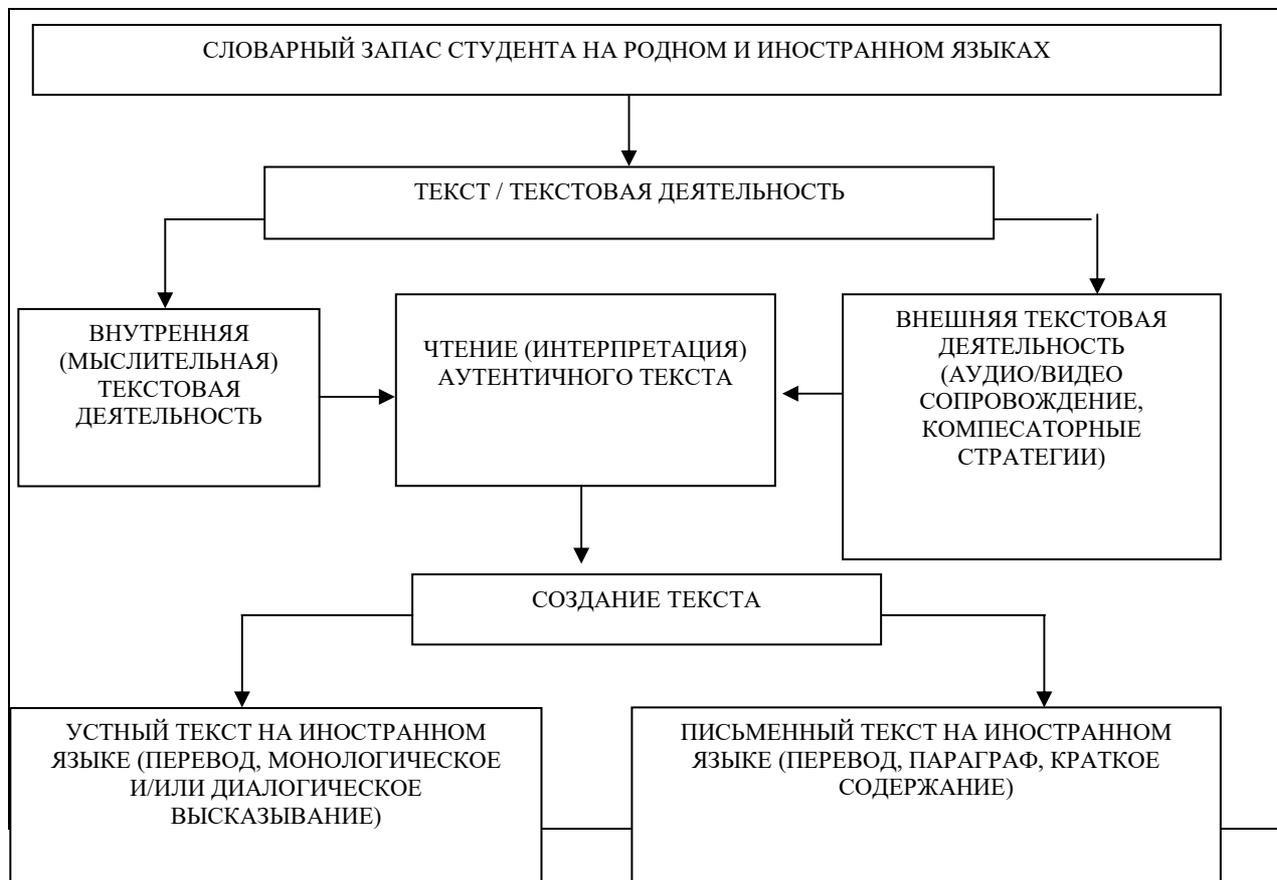 СЛОВАРНЫЙ ЗАПАС СТУДЕНТА НА РОДНОМ И ИНОСТРАННОМ ЯЗЫКАХ
ТЕКСТ / ТЕКСТОВАЯ ДЕЯТЕЛЬНОСТЬ
ВНУТРЕННЯЯ
(МЫСЛИТЕЛЬНАЯ)
ТЕКСТОВАЯ
ДЕЯТЕЛЬНОСТЬ
ЧТЕНИЕ (ИНТЕРПРЕТАЦИЯ)
АУТЕНТИЧНОГО ТЕКСТА
ВНЕШНЯЯ ТЕКСТОВАЯ
ДЕЯТЕЛЬНОСТЬ
(АУДИО/ВИДЕО
СОПРОВОЖДЕНИЕ,
КОМПЕСАТОРНЫЕ
СТРАТЕГИИ)
СОЗДАНИЕ ТЕКСТА
УСТНЫЙ ТЕКСТ НА ИНОСТРАННОМ
ЯЗЫКЕ (ПЕРЕВОД, МОНОЛОГИЧЕСКОЕ
И/ИЛИ ДИАЛОГИЧЕСКОЕ
ВЫСКАЗЫВАНИЕ)
ПИСЬМЕННЫЙ ТЕКСТ НА ИНОСТРАННОМ
ЯЗЫКЕ (ПЕРЕВОД, ПАРАГРАФ, КРАТКОЕ
СОДЕРЖАНИЕ)